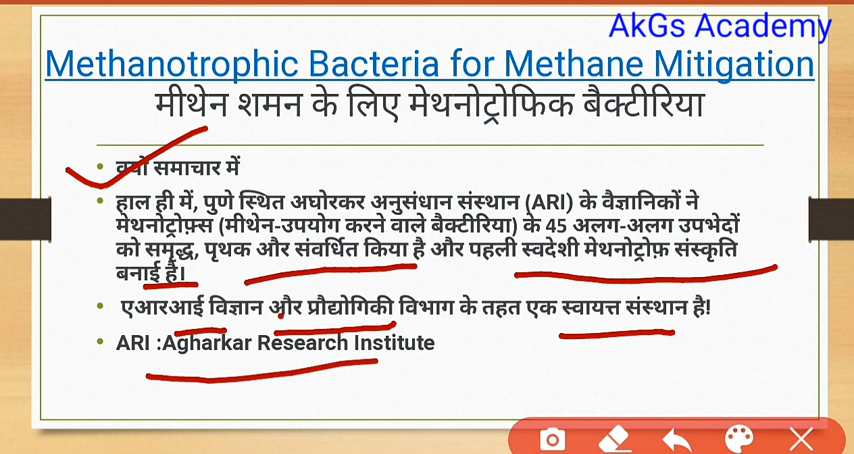 AkGs Academy
Methanotrophic Bacteria for Methane Mitigation
मीथेन शमन के लिए मेथनोट्रोफिक बैक्टीरिया
क्यों समाचार में
हाल ही में, पुणे स्थित अघोरकर अनुसंधान संस्थान (ARI) के वैज्ञानिकों ने
मेथनोट्रोफ़्स (मीथेन-उपयोग करने वाले बैक्टीरिया) के 45 अलग-अलग उपभेदों
को समृद्ध, पृथक और संवर्धित किया है और पहली स्वदेशी मेथनोट्रोफ़ संस्कृति
बनाई है।
एआरआई विज्ञान और प्रौद्योगिकी विभाग के तहत एक स्वायत्त संस्थान है!
ARI :Agharkar Research Institute